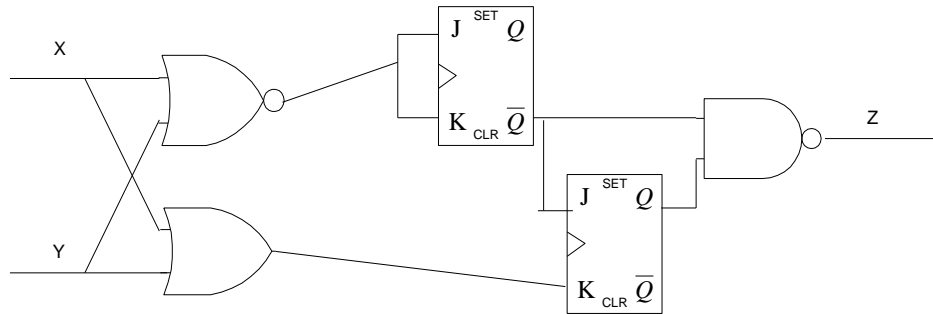 X
Y
J SET Q
K CLR Q̅
J SET Q
K CLR Q̅
Z